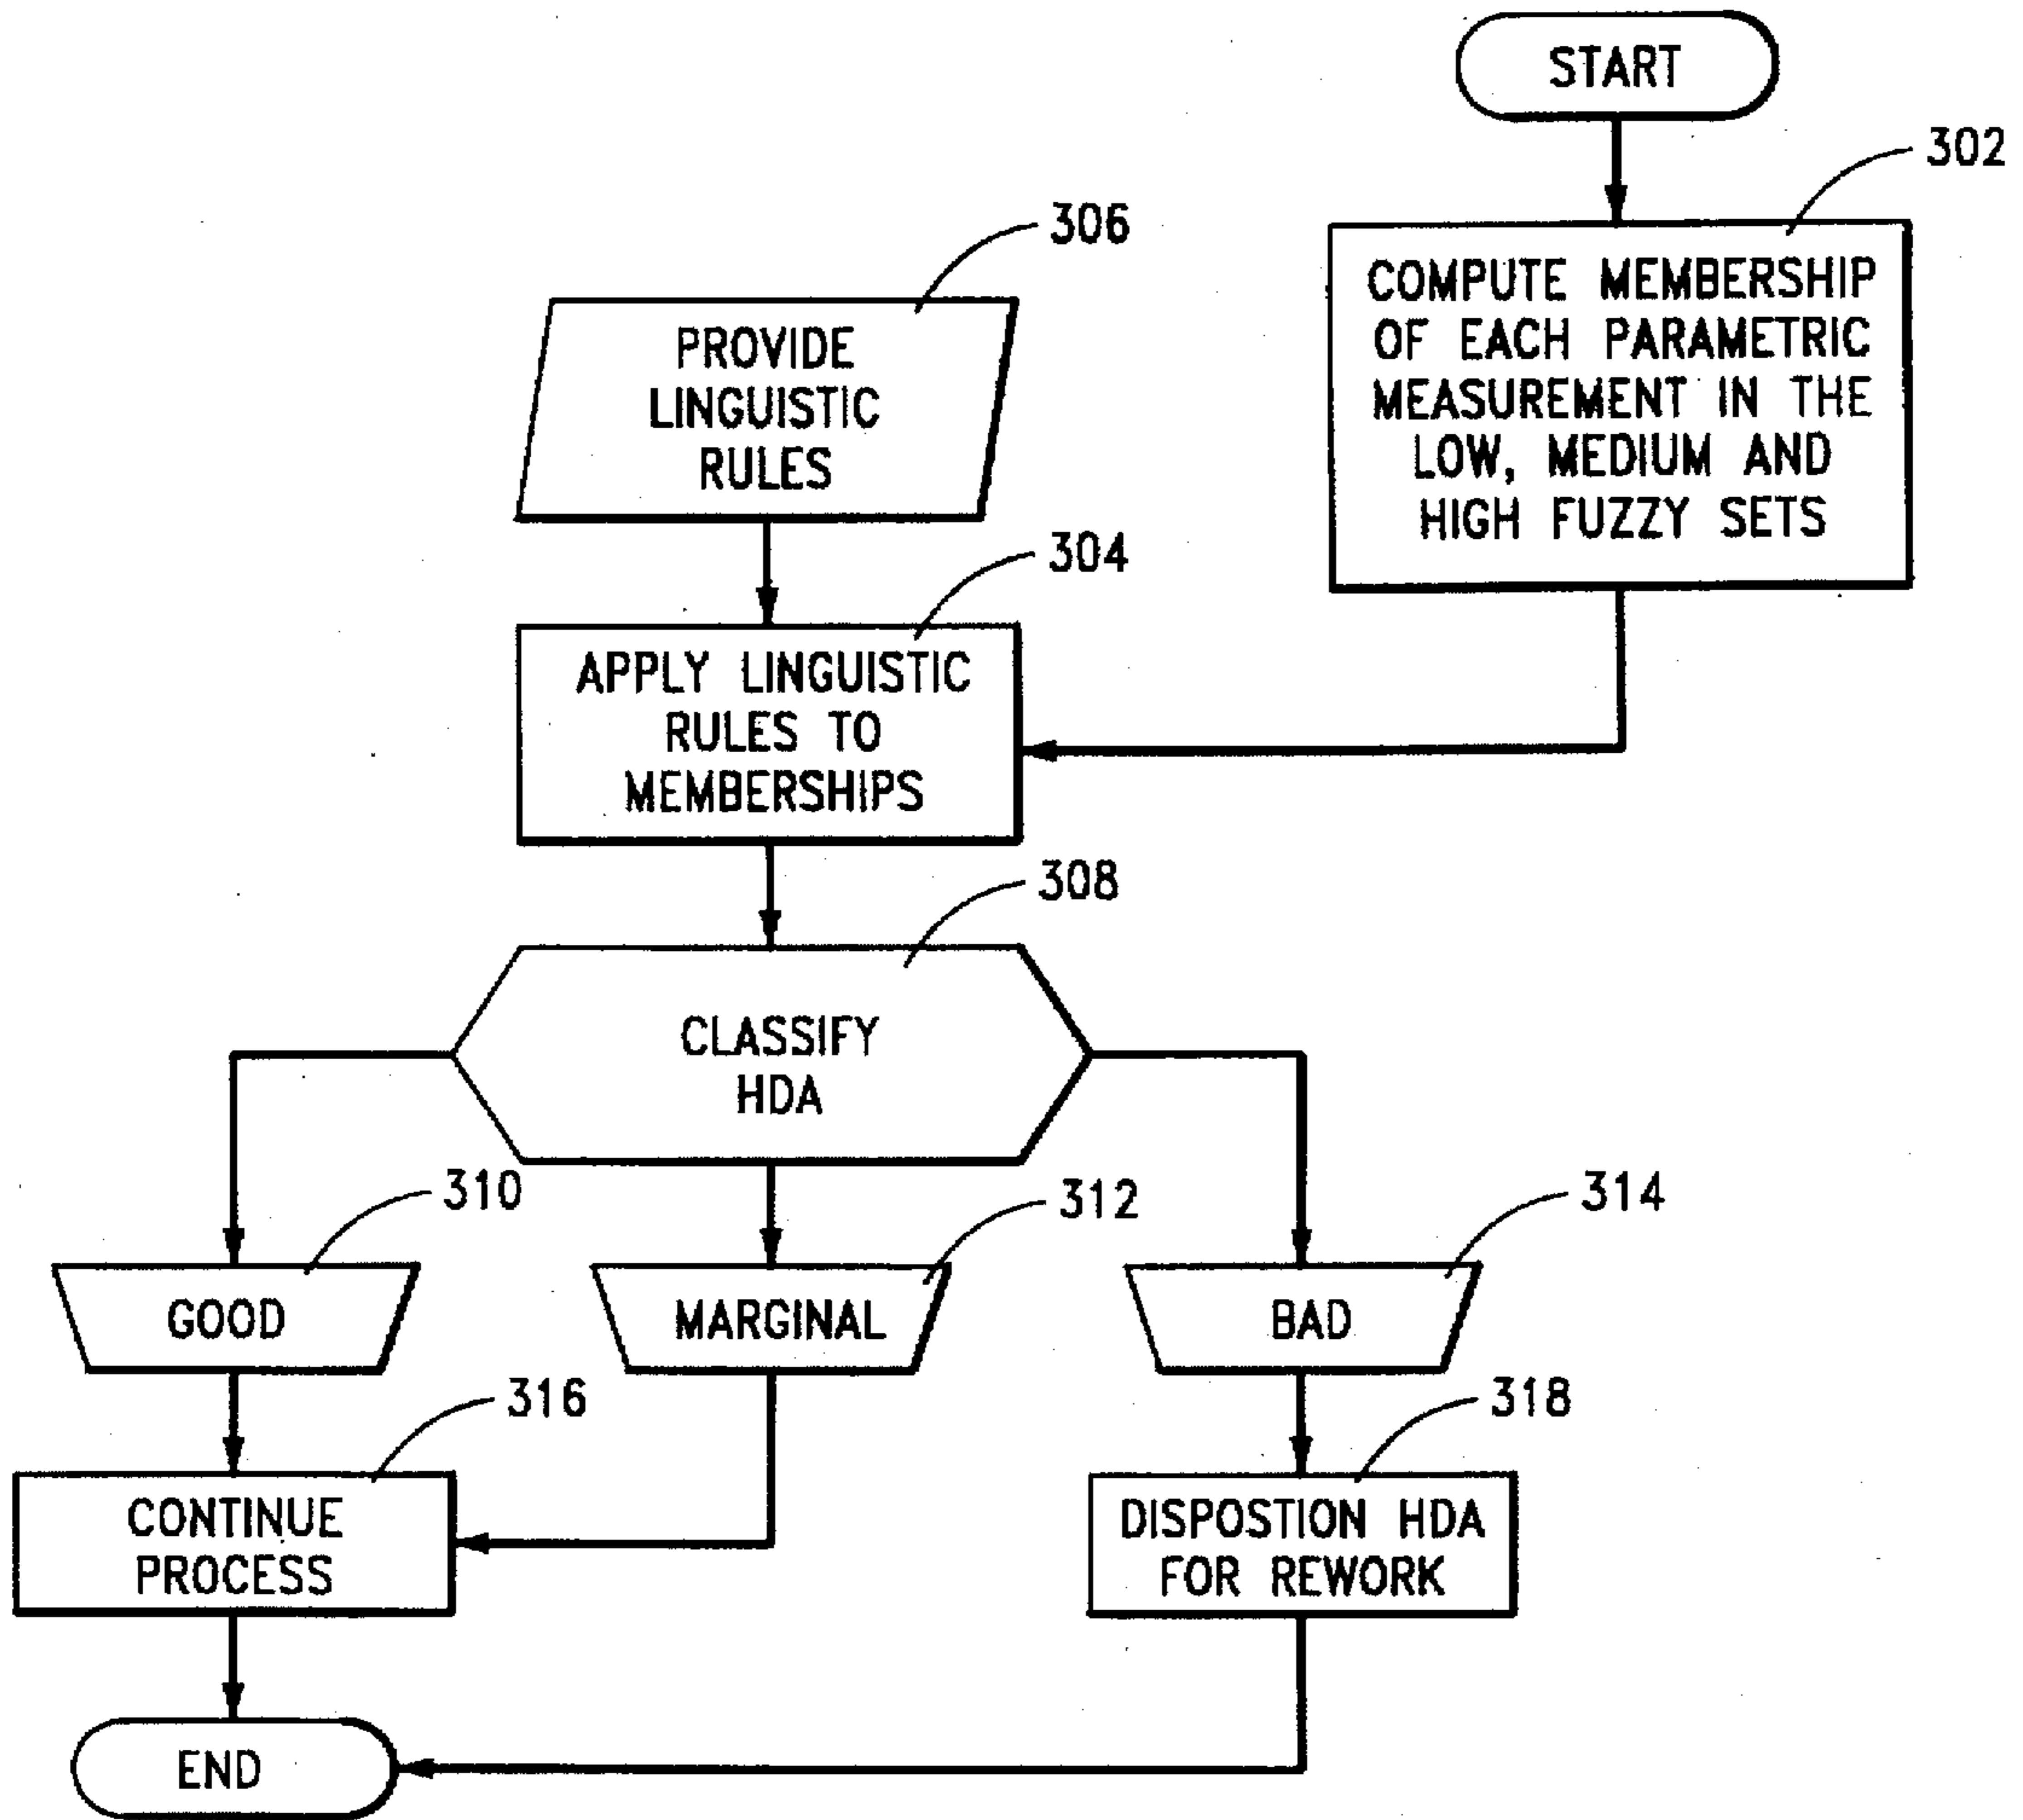 START
302
COMPUTE MEMBERSHIP
OF EACH PARAMETRIC
MEASUREMENT IN THE
LOW, MEDIUM AND
HIGH FUZZY SETS
306
PROVIDE
LINGUISTIC
RULES
304
APPLY LINGUISTIC
RULES TO
MEMBERSHIPS
308
CLASSIFY
HDA
310
GOOD
312
MARGINAL
314
BAD
316
CONTINUE
PROCESS
318
DISPOSTION HDA
FOR REWORK
END